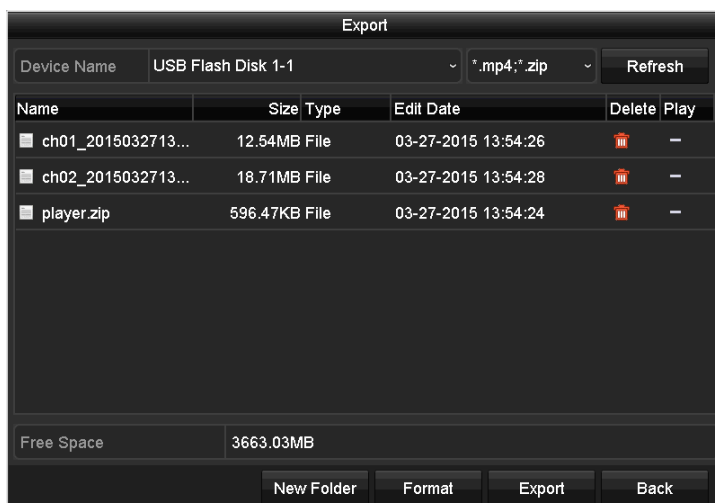 Export
Device Name USB Flash Disk 1-1 *.mp4;*.zip Refresh
Name Size Type Edit Date Delete Play
ch01_2015032713... 12.54MB File 03-27-2015 13:54:26
ch02_2015032713... 18.71MB File 03-27-2015 13:54:28
player.zip 596.47KB File 03-27-2015 13:54:24
Free Space 3663.03MB
New Folder Format Export Back